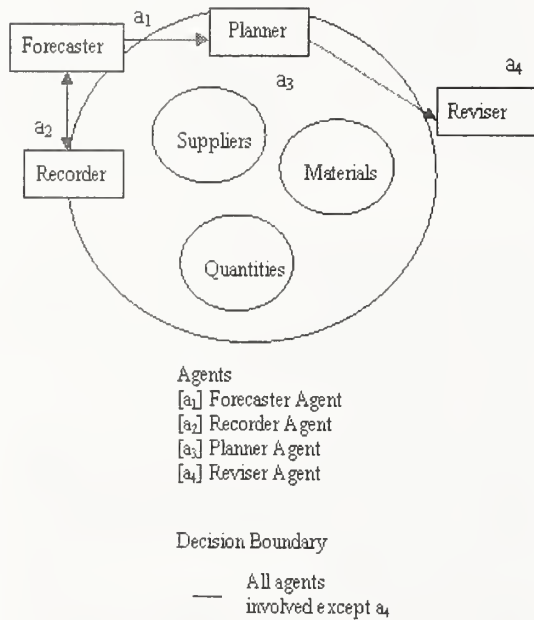 a₁
Forecaster
Planner
a₄
a₃
Reviser
a₂
Suppliers
Recorder
Materials
Quantities
Agents
[a₁] Forecaster Agent
[a₂] Recorder Agent
[a₃] Planner Agent
[a₄] Reviser Agent
Decision Boundary
All agents
involved except a₄